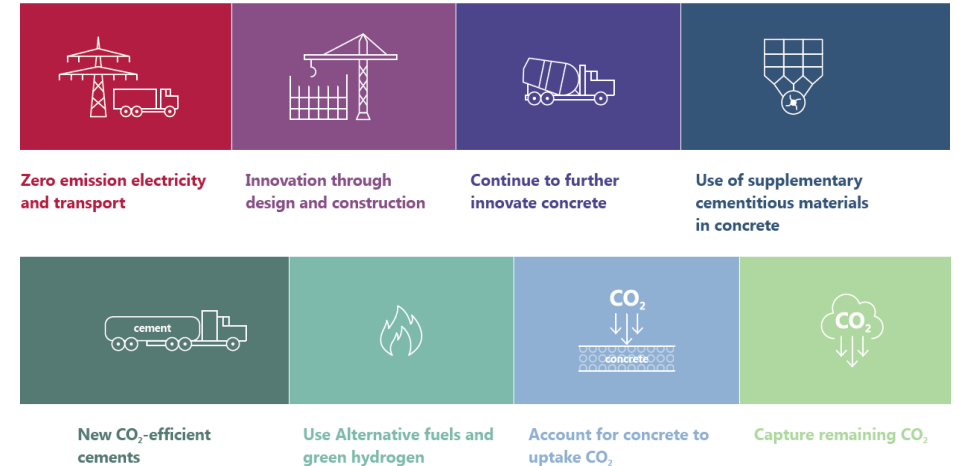 Zero emission electricity
and transport
Innovation through
design and construction
Continue to further
innovate concrete
Use of supplementary
cementitious materials
in concrete
cement
CO₂
concrete
CO₂
New CO₂-efficient
cements
Use Alternative fuels and
green hydrogen
Account for concrete to
uptake CO₂
Capture remaining CO₂